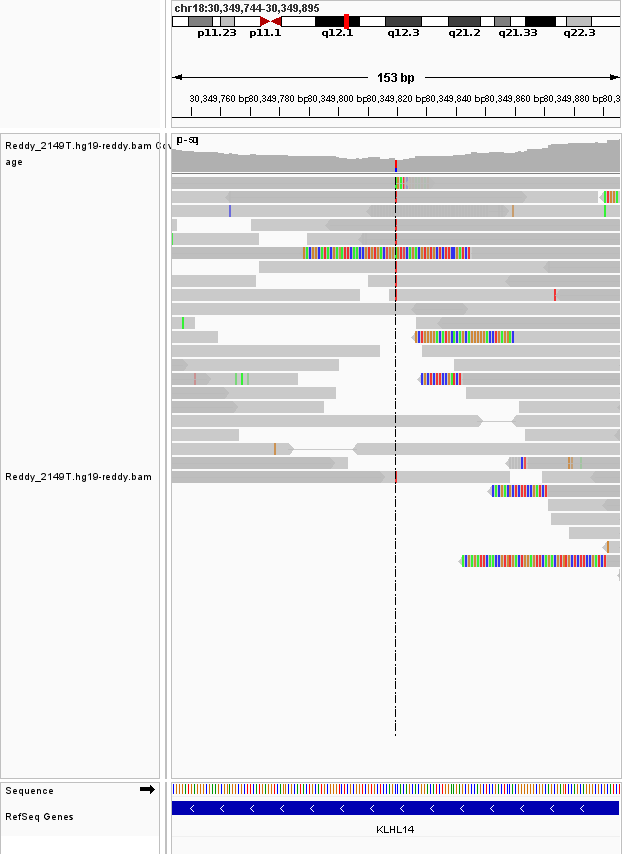 chr18:30,349,744-30,349,895
p11.23 p11.1 q12.1 q12.3 q21.2 q21.33 q22.3
153 bp
30,349,760 bp 30,349,780 bp 30,349,800 bp 30,349,820 bp 30,349,840 bp 30,349,860 bp 30,349,880 bp 30,3
Reddy_2149T.hg19-reddy.bam Cov
age
[0 - 50]
Reddy_2149T.hg19-reddy.bam
Sequence
RefSeq Genes
KLHL14